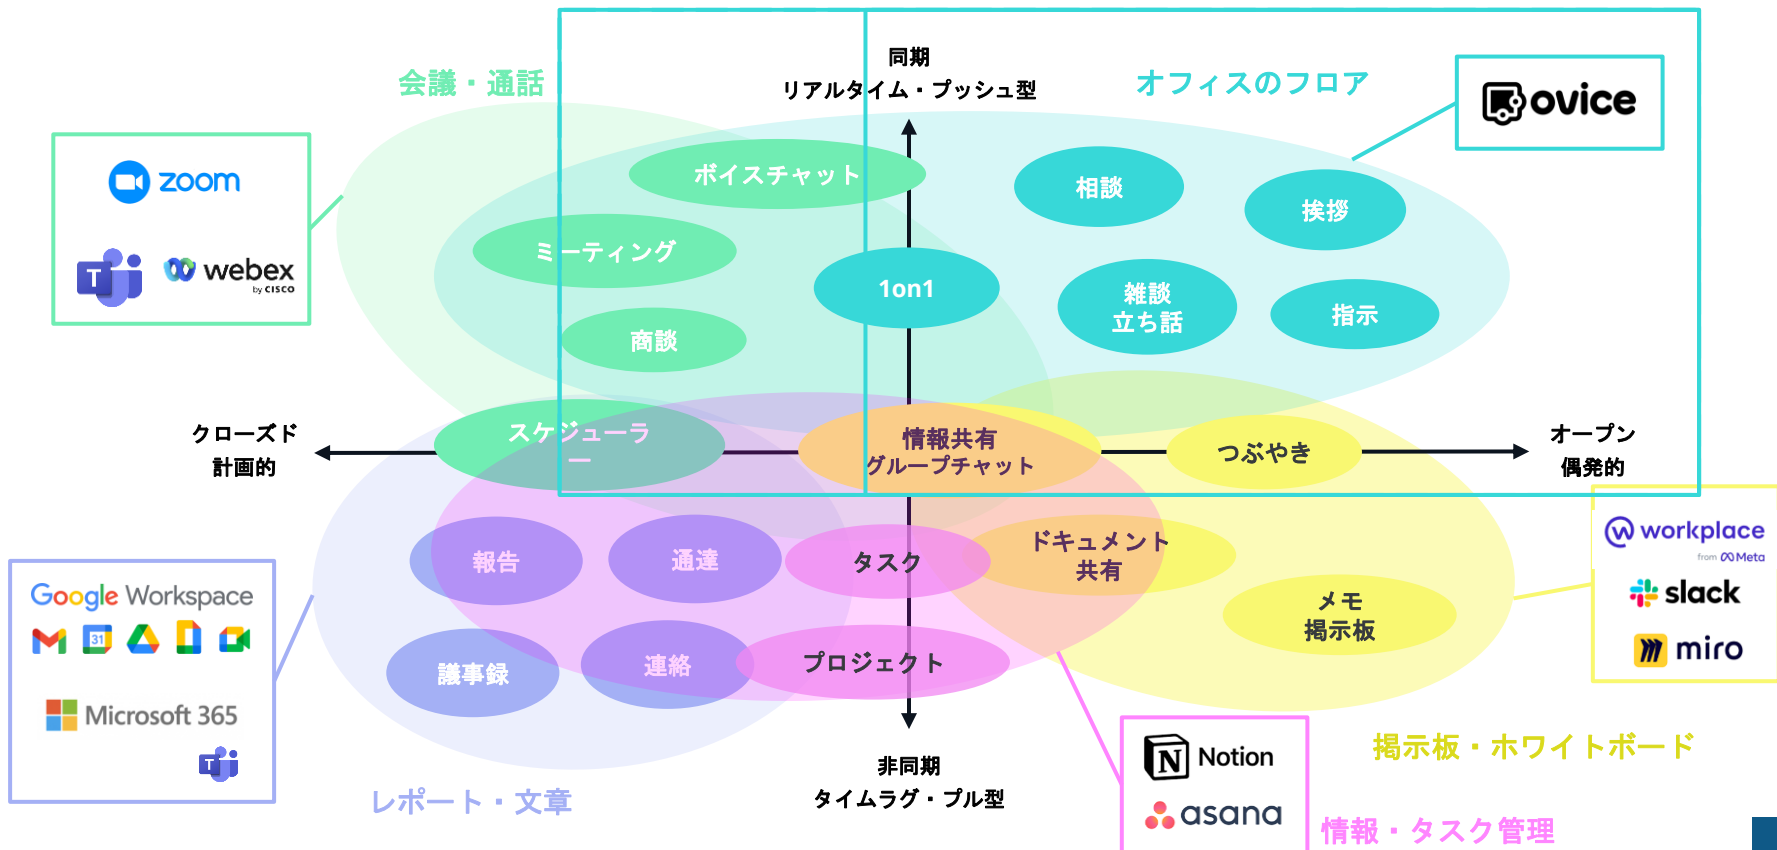 同期
リアルタイム・プッシュ型
会議・通話
オフィスのフロア
ovice
zoom
T
webex
by CISCO
ボイスチャット
相談
挨拶
ミーティング
1on1
雑談
立ち話
指示
商談
クローズド
計画的
スケジューラ
ー
情報共有
グループチャット
つぶやき
オープン
偶発的
報告
通達
タスク
ドキュメント
共有
メモ
掲示板
議事録
連絡
プロジェクト
workplace
from Meta
slack
miro
Google Workspace
31
Microsoft 365
T
非同期
タイムラグ・プル型
レポート・文章
N Notion
asana
掲示板・ホワイトボード
情報・タスク管理